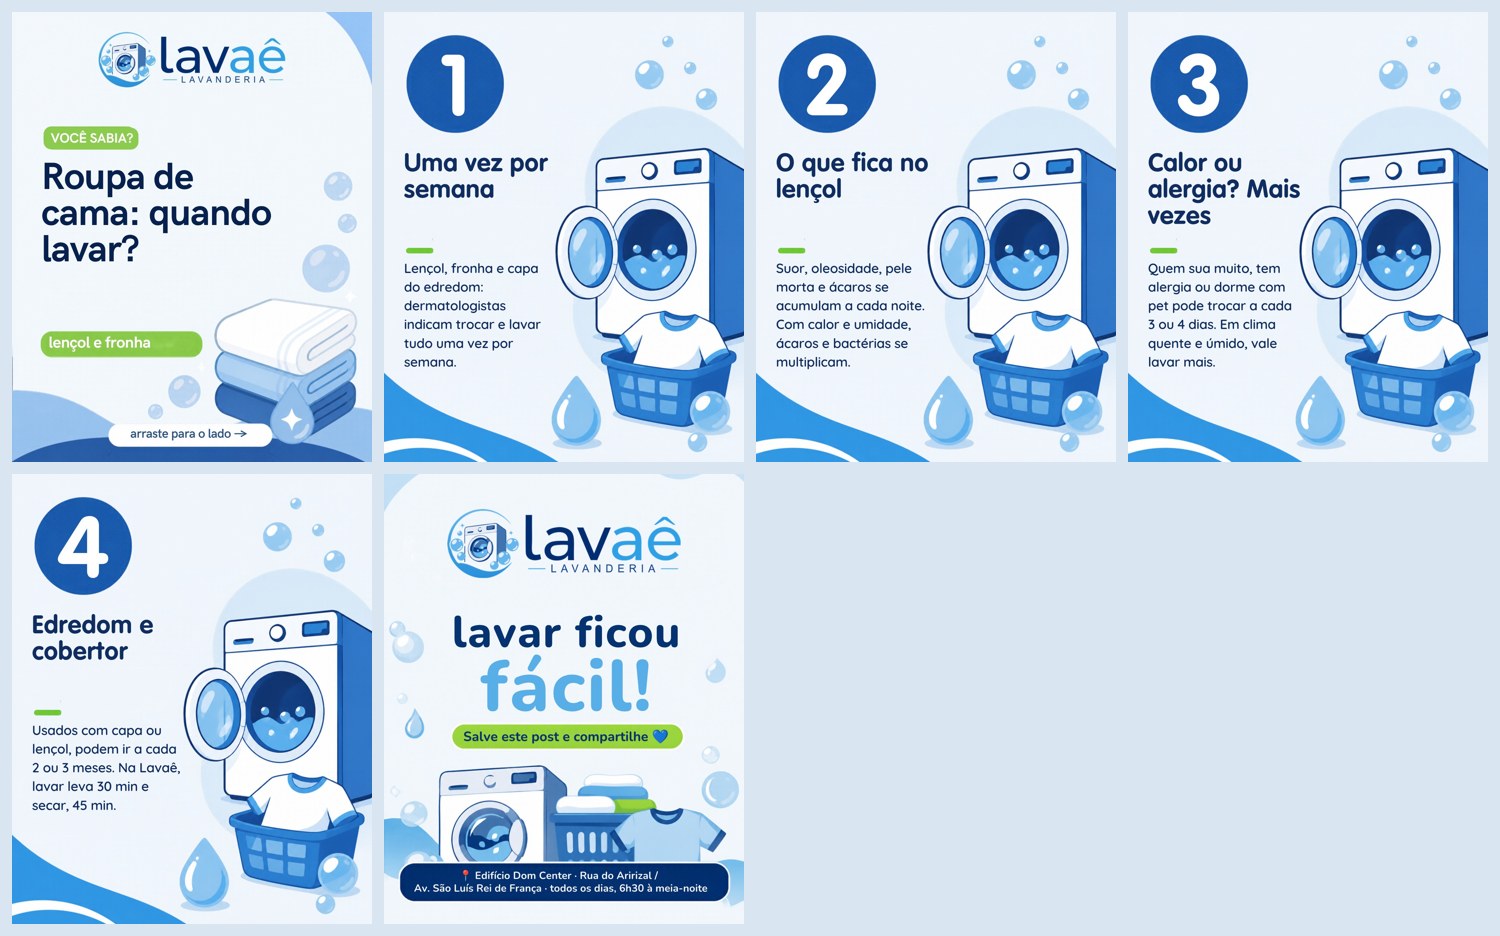 lavaê
LAVANDERIA
VOCÊ SABIA?
Roupa de
cama: quando
lavar?
lençol e fronha
arraste para o lado →
1
Uma vez por
semana
Lençol, fronha e capa
do edredom:
dermatologistas
indicam trocar e lavar
tudo uma vez por
semana.
2
O que fica no
lençol
Suor, oleosidade, pele
morta e ácaros se
acumulam a cada noite.
Com calor e umidade,
ácaros e bactérias se
multiplicam.
3
Calor ou
alergia? Mais
vezes
Quem sua muito, tem
alergia ou dorme com
pet pode trocar a cada
3 ou 4 dias. Em clima
quente e úmido, vale
lavar mais.
4
Edredom e
cobertor
Usados com capa ou
lençol, podem ir a cada
2 ou 3 meses. Na Lavaê,
lavar leva 30 min e
secar, 45 min.
lavaê
LAVANDERIA
lavar ficou
fácil!
Salve este post e compartilhe 💙
📍 Edifício Dom Center · Rua do Aririzal /
Av. São Luís Rei de França · todos os dias, 6h30 à meia-noite